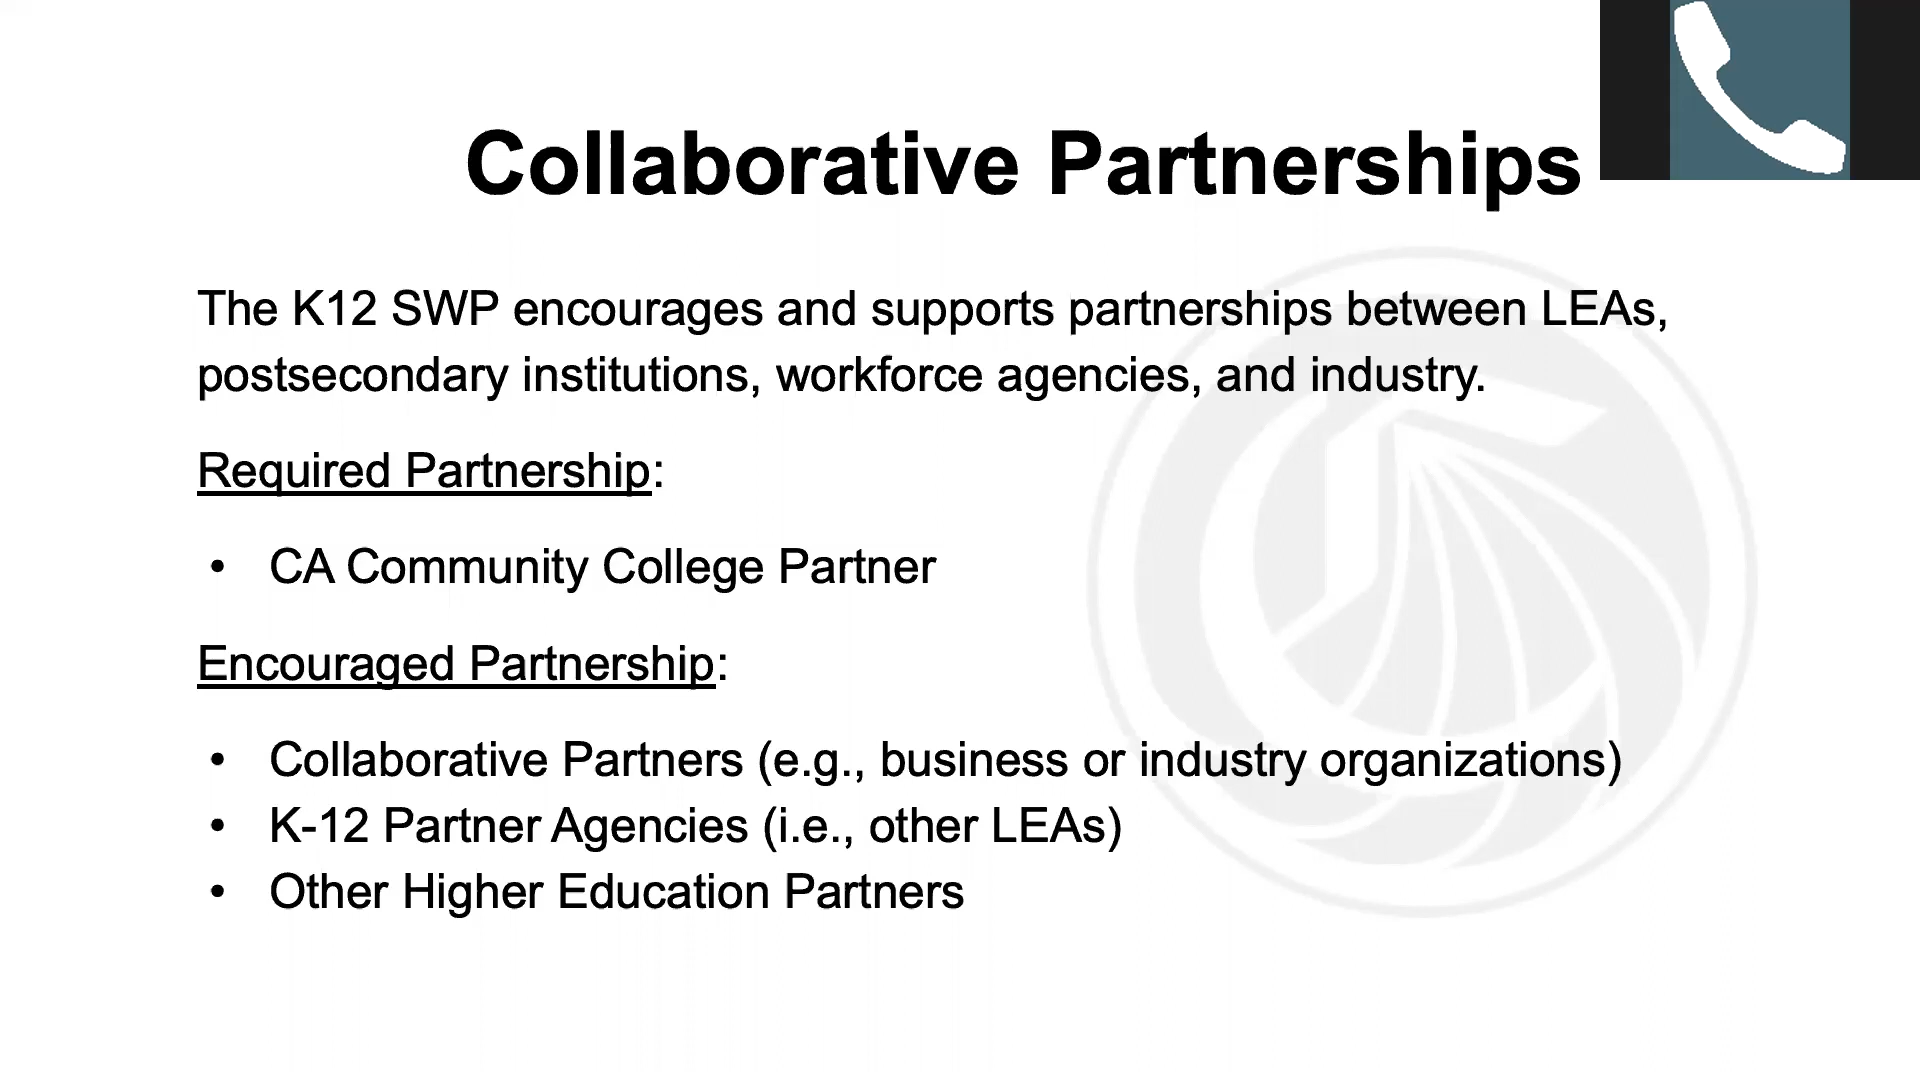 Collaborative Partnerships
The K12 SWP encourages and supports partnerships between LEAs,
postsecondary institutions, workforce agencies, and industry.
Required Partnership:
• CA Community College Partner
Encouraged Partnership:
• Collaborative Partners (e.g., business or industry organizations)
• K-12 Partner Agencies (i.e., other LEAs)
• Other Higher Education Partners